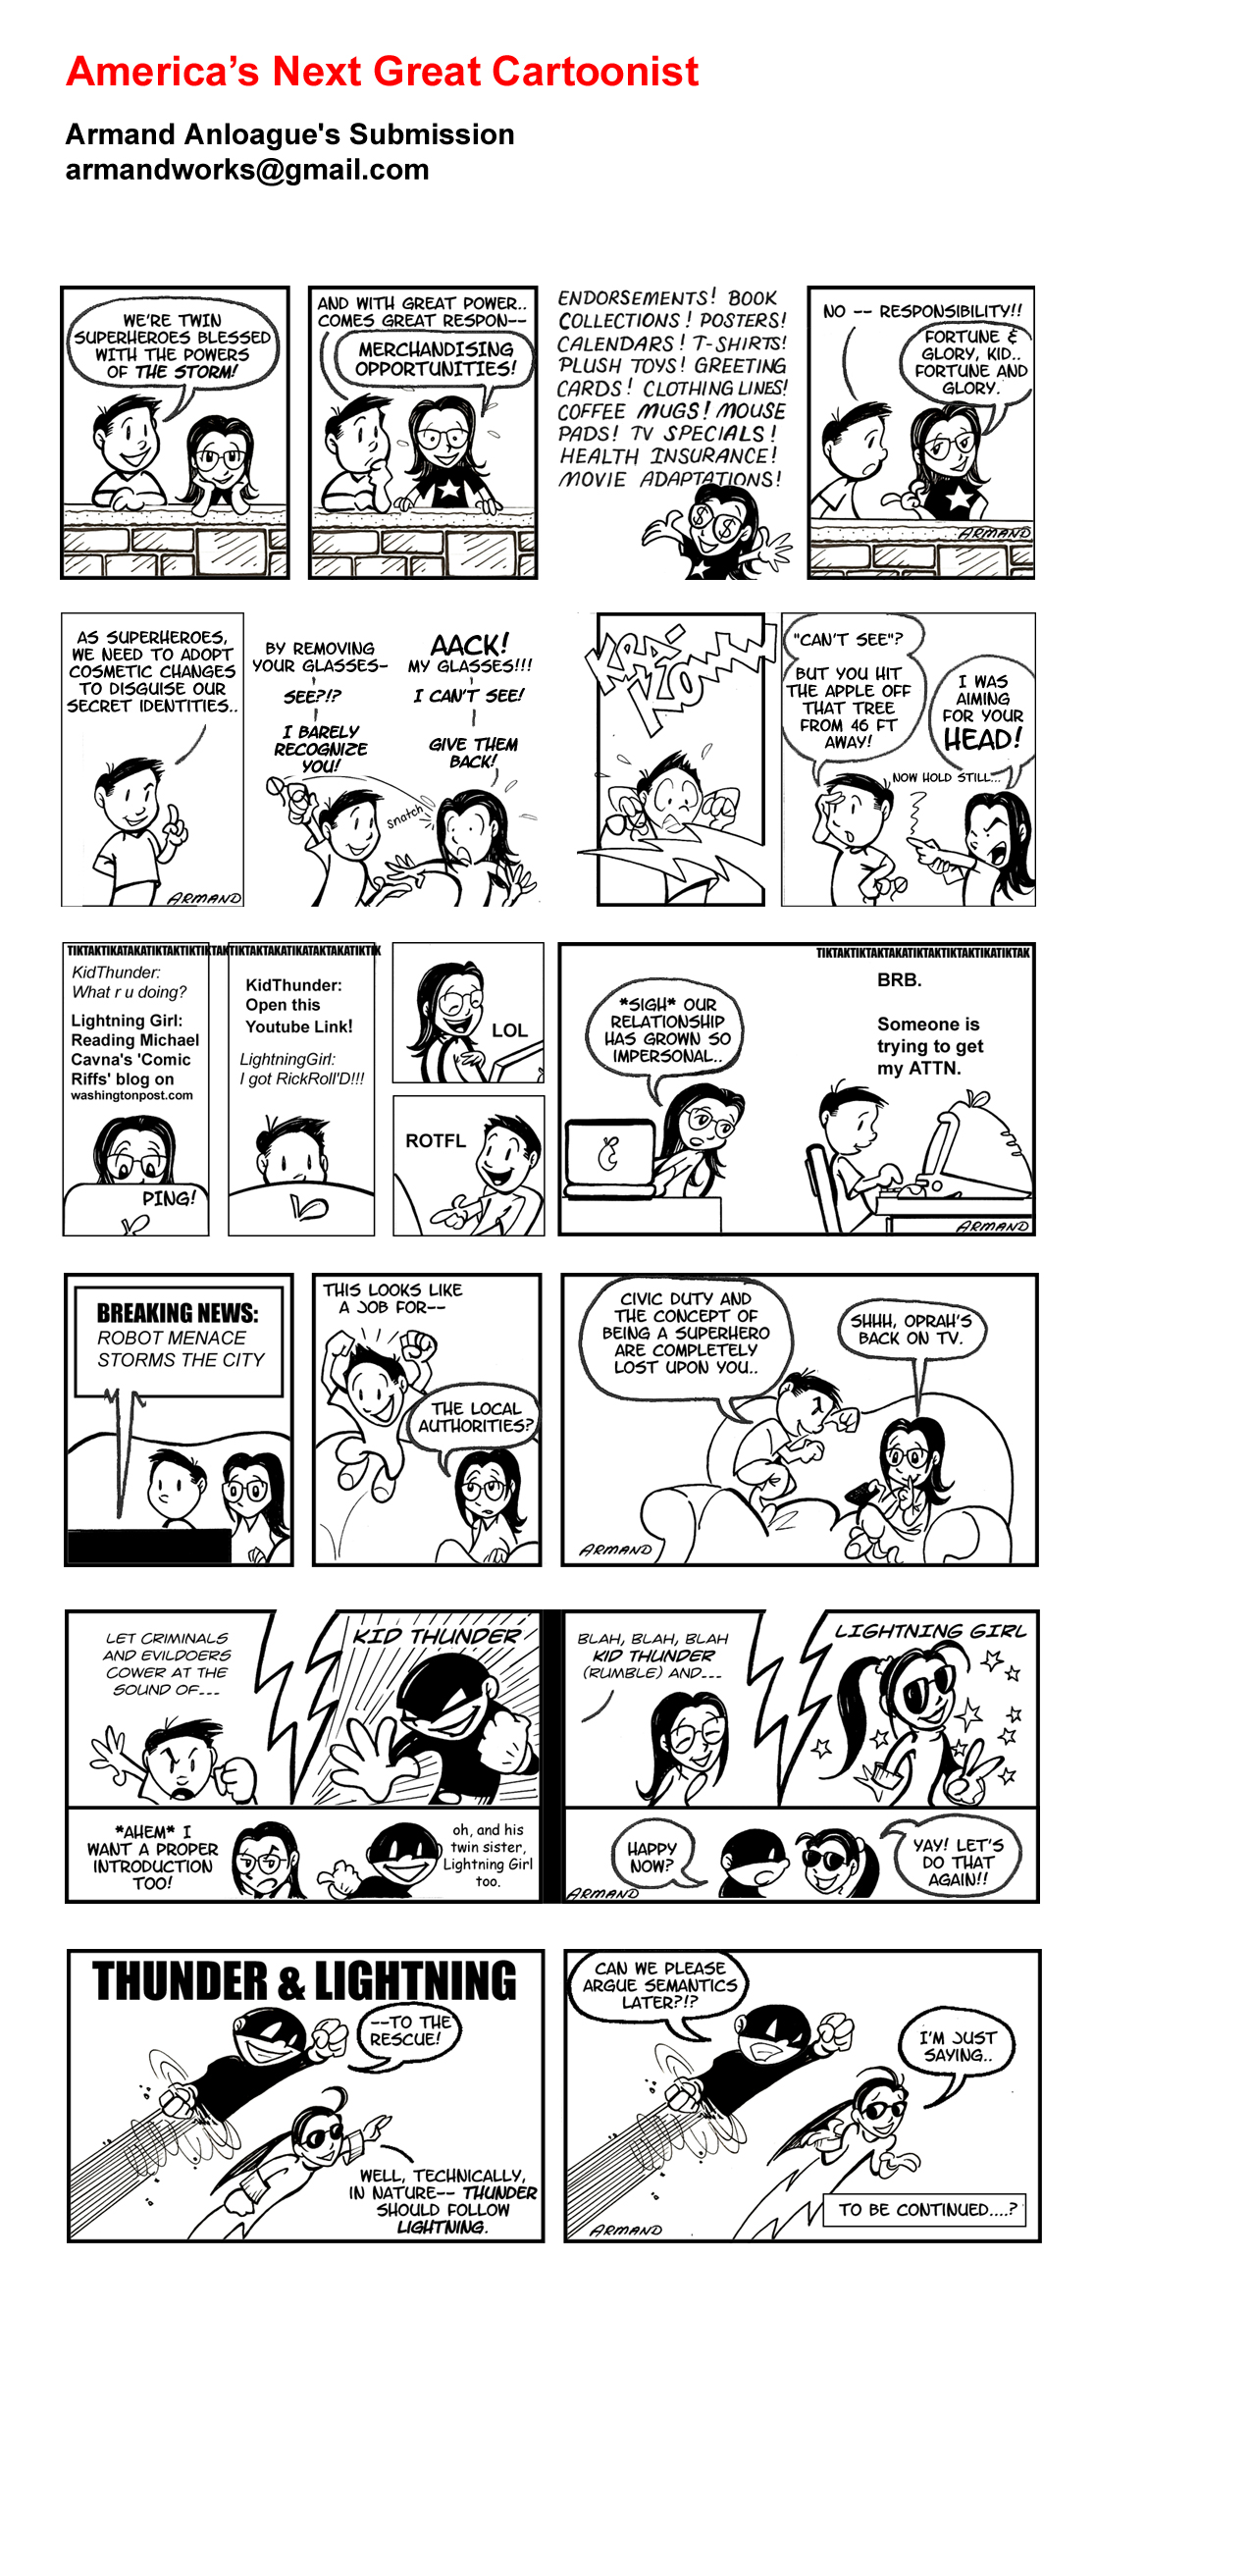 America’s Next Great Cartoonist
Armand Anloague's Submission
armandworks@gmail.com
WE'RE TWIN
SUPERHEROES BLESSED
WITH THE POWERS
OF THE STORM!
AND WITH GREAT POWER..
COMES GREAT RESPON--
MERCHANDISING
OPPORTUNITIES!
ENDORSEMENTS! BOOK
COLLECTIONS! POSTERS!
CALENDARS! T-SHIRTS!
PLUSH TOYS! GREETING
CARDS! CLOTHING LINES!
COFFEE MUGS! MOUSE
PADS! TV SPECIALS!
HEALTH INSURANCE!
MOVIE ADAPTATIONS!
$ $
NO -- RESPONSIBILITY!!
FORTUNE &
GLORY, KID..
FORTUNE AND
GLORY.
ARMAND
AS SUPERHEROES,
WE NEED TO ADOPT
COSMETIC CHANGES
TO DISGUISE OUR
SECRET IDENTITIES..
ARMAND
BY REMOVING
YOUR GLASSES-
SEE?!?
I BARELY
RECOGNIZE
YOU!
AACK!
MY GLASSES!!!
I CAN'T SEE!
GIVE THEM
BACK!
snatch
KRA-
KOWW
"CAN'T SEE"?
BUT YOU HIT
THE APPLE OFF
THAT TREE
FROM 46 FT
AWAY!
I WAS
AIMING
FOR YOUR
HEAD!
NOW HOLD STILL...
TIKTAKTIKATAKATIKTAKTIKTIKTAKTIKTAKTAKATIKATAKTAKATIKTIK
KidThunder:
What r u doing?
Lightning Girl:
Reading Michael
Cavna's 'Comic
Riffs' blog on
washingtonpost.com
PING!
KidThunder:
Open this
Youtube Link!
LightningGirl:
I got RickRoll'D!!!
LOL
ROTFL
*SIGH* OUR
RELATIONSHIP
HAS GROWN SO
IMPERSONAL..
TIKTAKTIKTAKTAKATIKTAKTIKTAKTIKATIKTAK
BRB.
Someone is
trying to get
my ATTN.
ARMAND
BREAKING NEWS:
ROBOT MENACE
STORMS THE CITY
THIS LOOKS LIKE
A JOB FOR--
THE LOCAL
AUTHORITIES?
CIVIC DUTY AND
THE CONCEPT OF
BEING A SUPERHERO
ARE COMPLETELY
LOST UPON YOU..
SHHH, OPRAH'S
BACK ON TV.
ARMAND
LET CRIMINALS
AND EVILDOERS
COWER AT THE
SOUND OF---
KID THUNDER
*AHEM* I
WANT A PROPER
INTRODUCTION
TOO!
oh, and his
twin sister,
Lightning Girl
too.
BLAH, BLAH, BLAH
KID THUNDER
(RUMBLE) AND---
LIGHTNING GIRL
HAPPY
NOW?
YAY! LET'S
DO THAT
AGAIN!!
ARMAND
THUNDER & LIGHTNING
--TO THE
RESCUE!
WELL, TECHNICALLY,
IN NATURE-- THUNDER
SHOULD FOLLOW
LIGHTNING.
CAN WE PLEASE
ARGUE SEMANTICS
LATER?!?
I'M JUST
SAYING..
TO BE CONTINUED....?
ARMAND